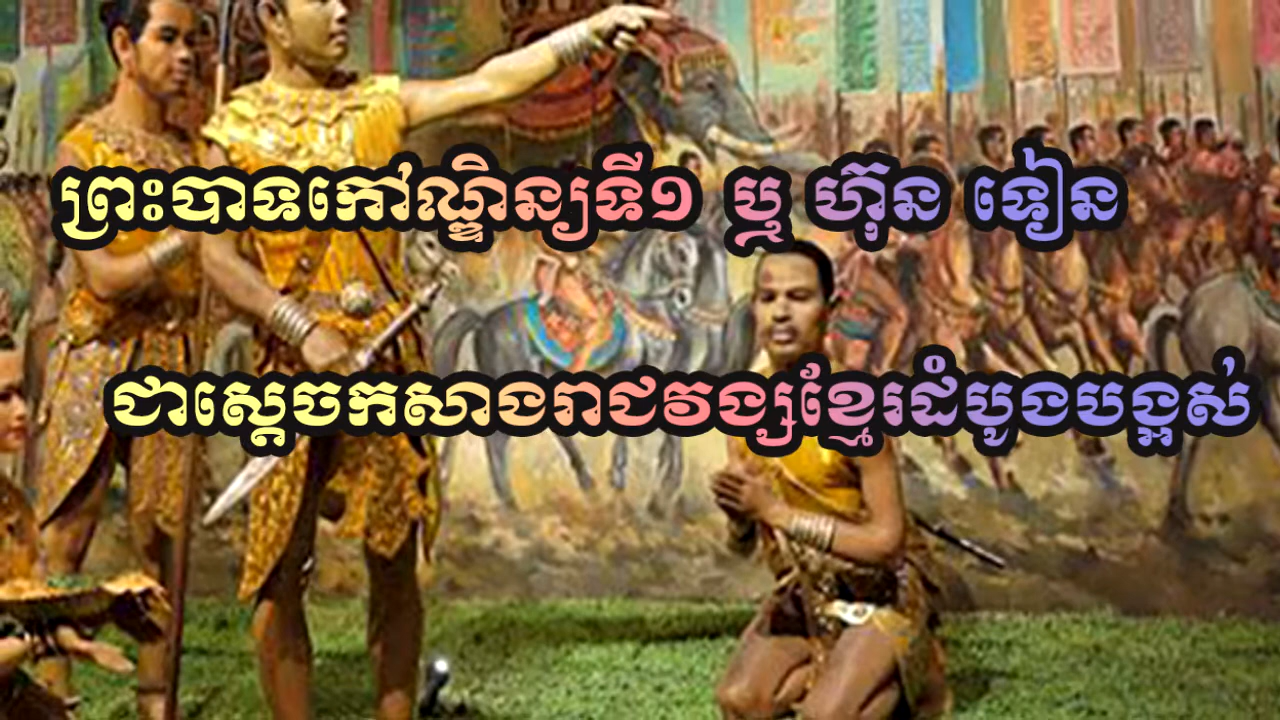 ព្រះបាទកៅណ្ឌិន្យទី១ ឬ ហ៊ុន ទៀន
ជាស្ដេចកសាងរាជវង្សខ្មែរដំបូងបង្អស់